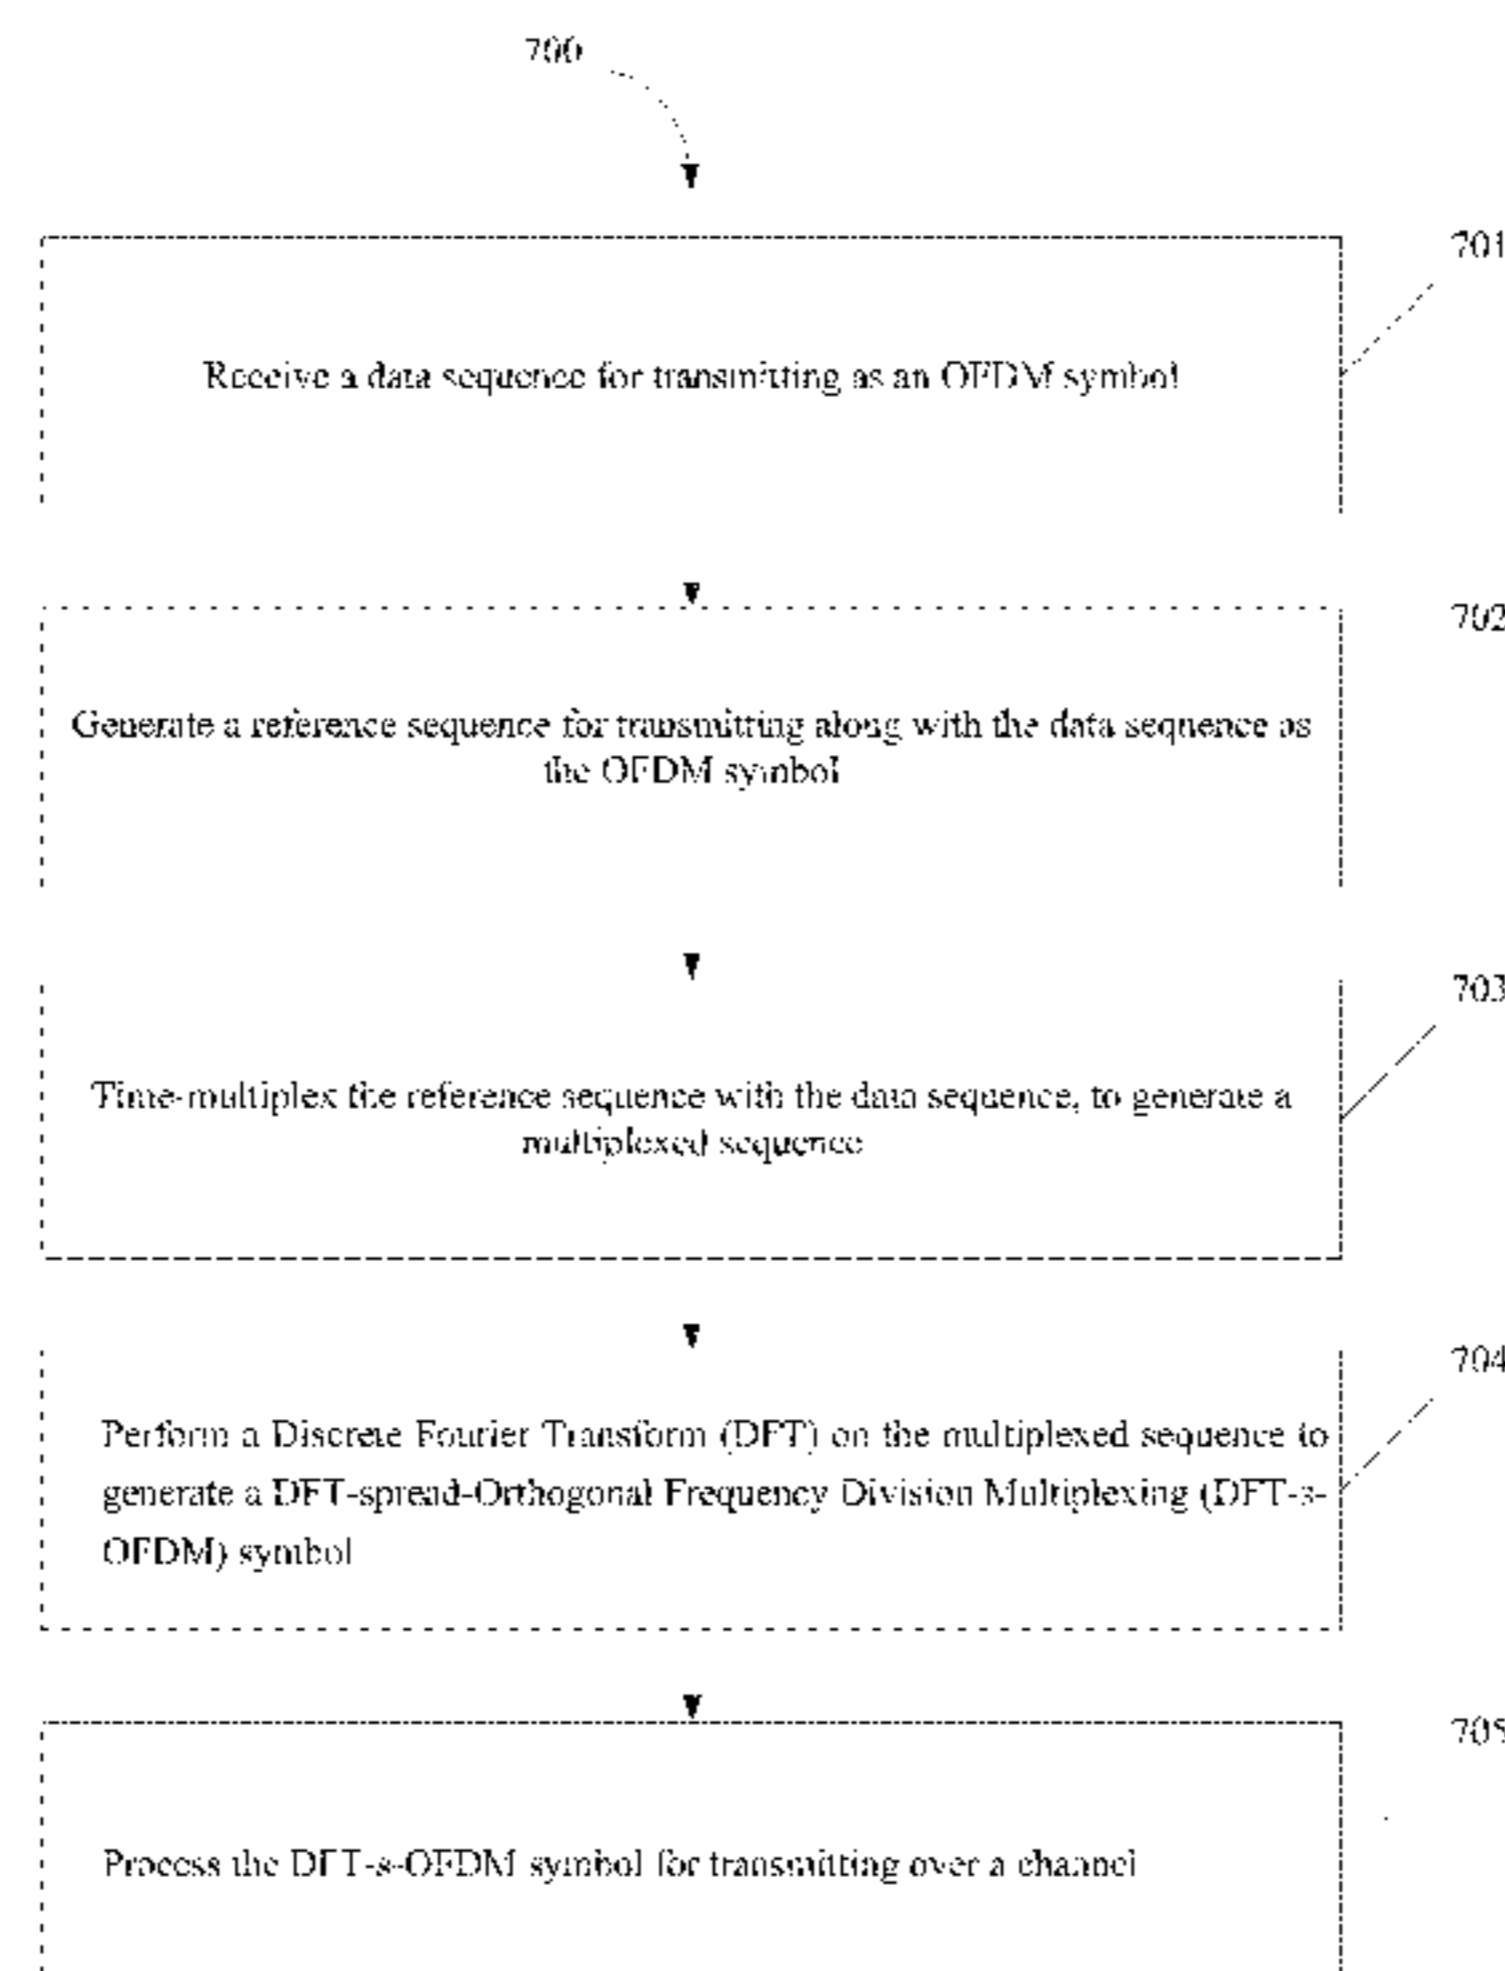 700
701
Receive a data sequence for transmitting as an OFDM symbol
702
Generate a reference sequence for transmitting along with the data sequence as
the OFDM symbol
703
Time-multiplex the reference sequence with the data sequence, to generate a
multiplexed sequence
704
Perform a Discrete Fourier Transform (DFT) on the multiplexed sequence to
generate a DFT-spread-Orthogonal Frequency Division Multiplexing (DFT-s-
OFDM) symbol
705
Process the DFT-s-OFDM symbol for transmitting over a channel